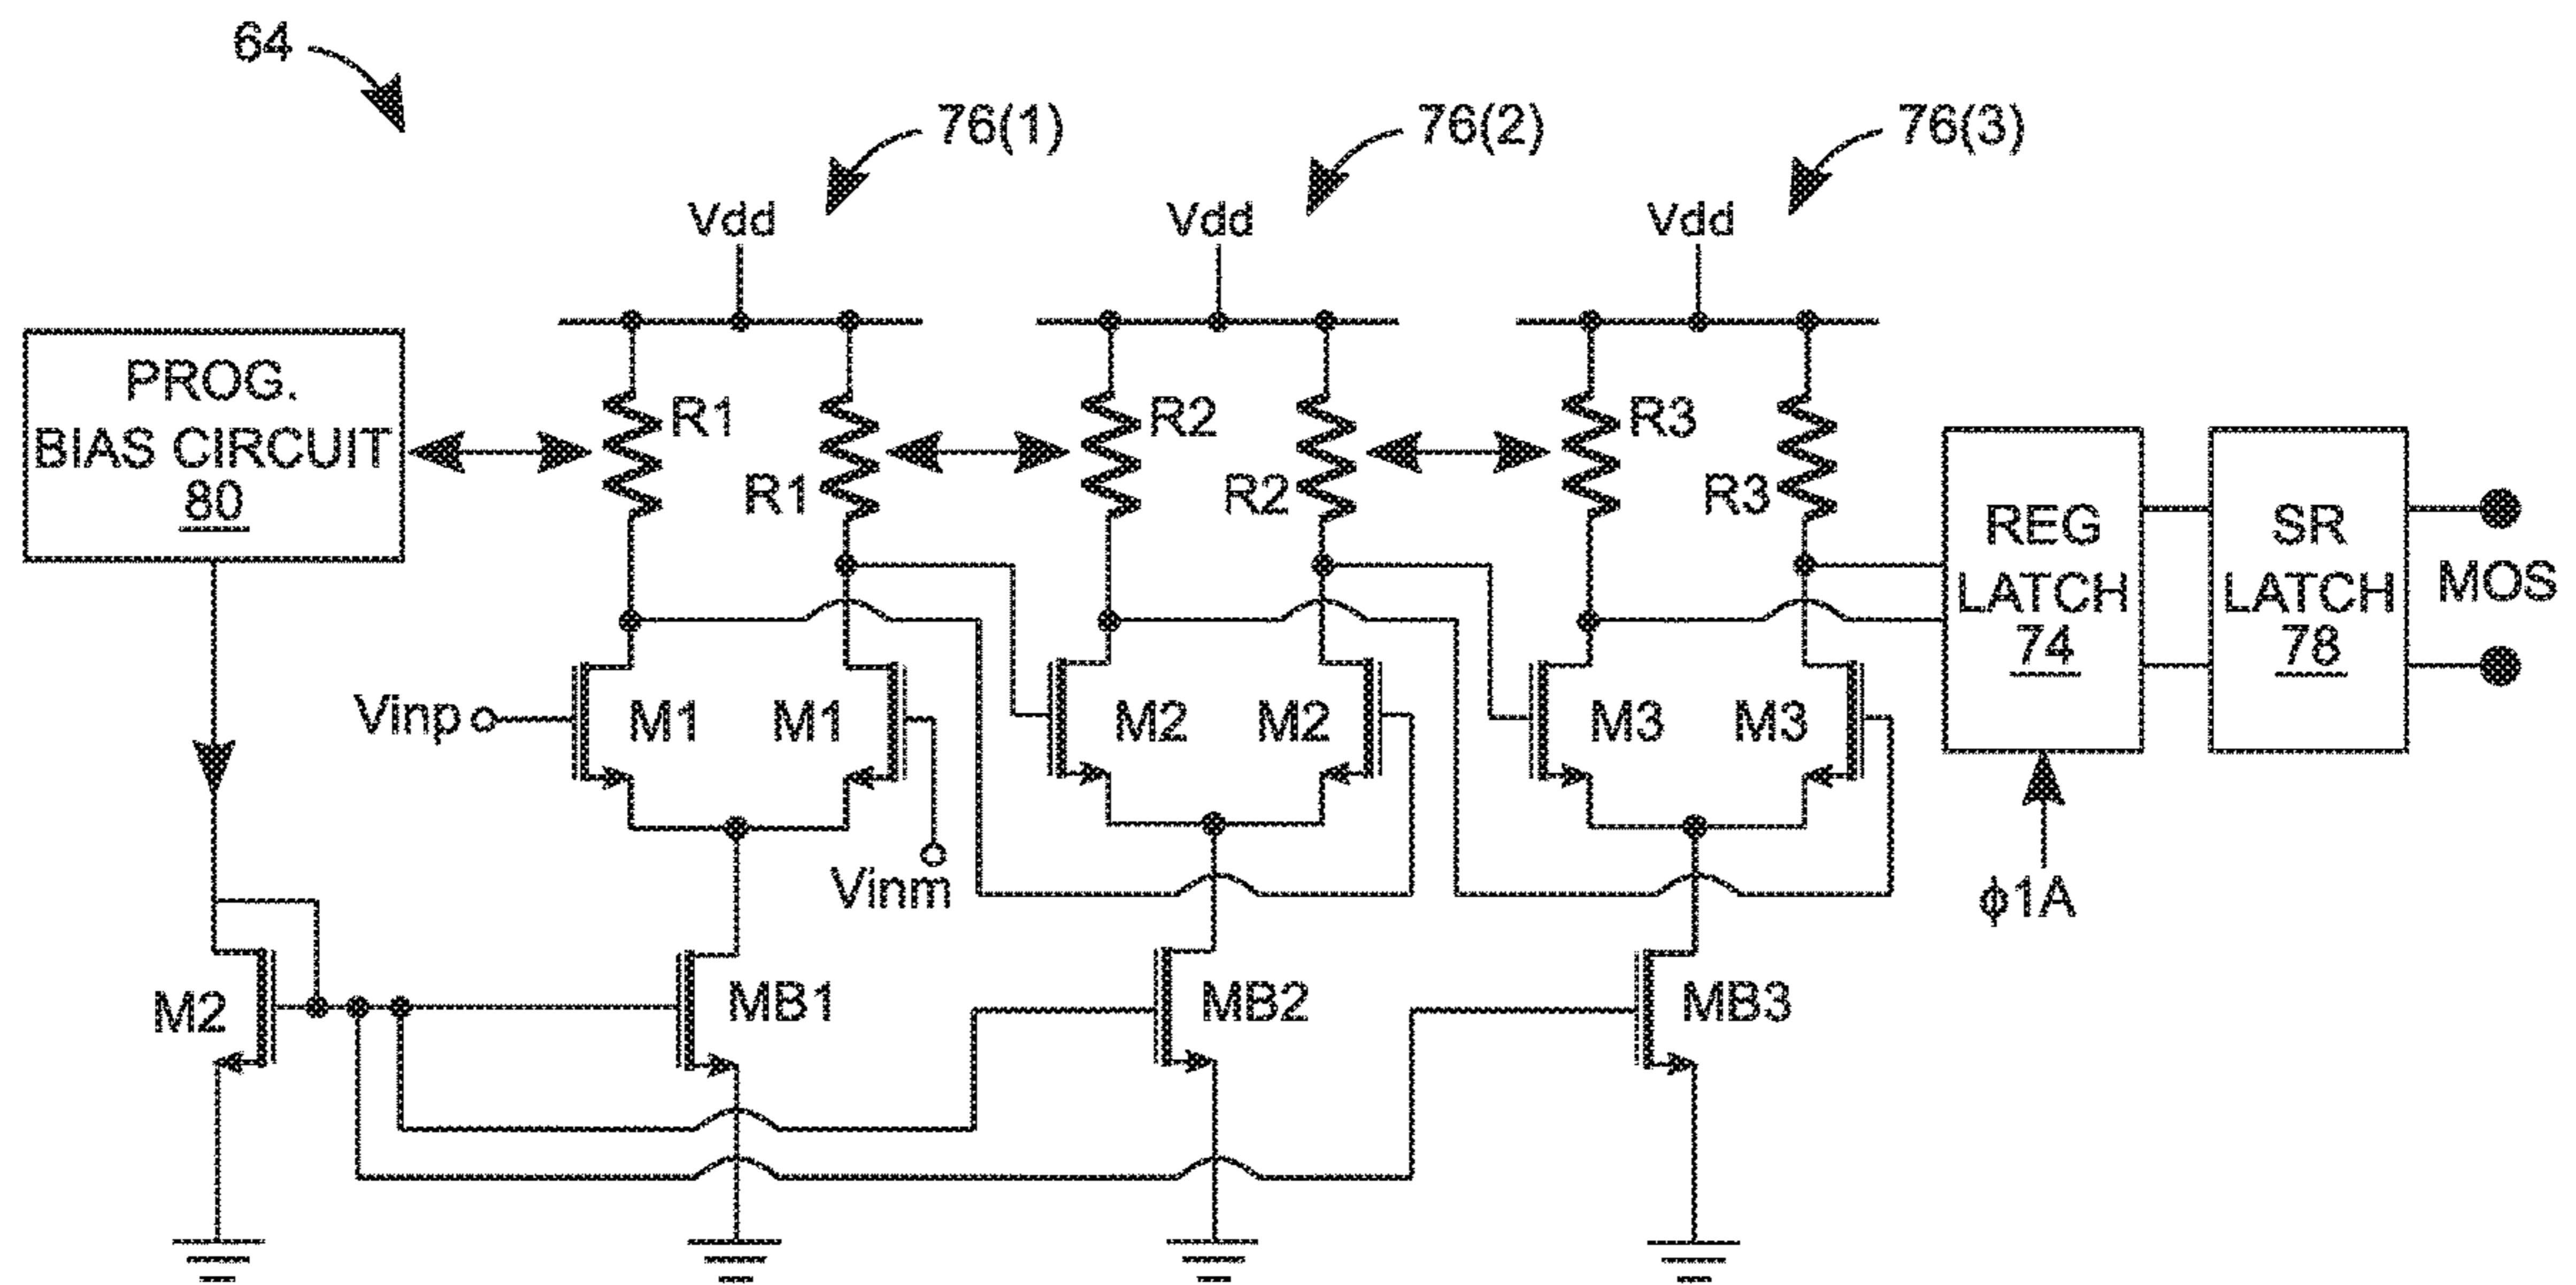 64
76(1)
76(2)
76(3)
Vdd
Vdd
Vdd
PROG.
BIAS CIRCUIT
80
R1
R1
R2
R2
R3
R3
REG
LATCH
74
SR
LATCH
78
MOS
Vinp
M1
M1
M2
M2
M3
M3
Vinm
ϕ1A
M2
MB1
MB2
MB3